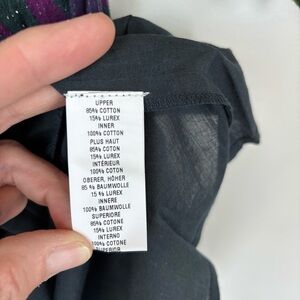 UPPER
85% COTTON
15% LUREX
INNER
100% COTTON
PLUS HAUT
85% COTON
15% LUREX
INTÉRIEUR
100% COTON
OBERER, HÖHER
85 % BAUMWOLLE
15 % LUREX
INNERE
100% BAUMWOLLE
SUPERIORE
85% COTONE
15% LUREX
INTERNO
100% COTONE
SUPERIOR